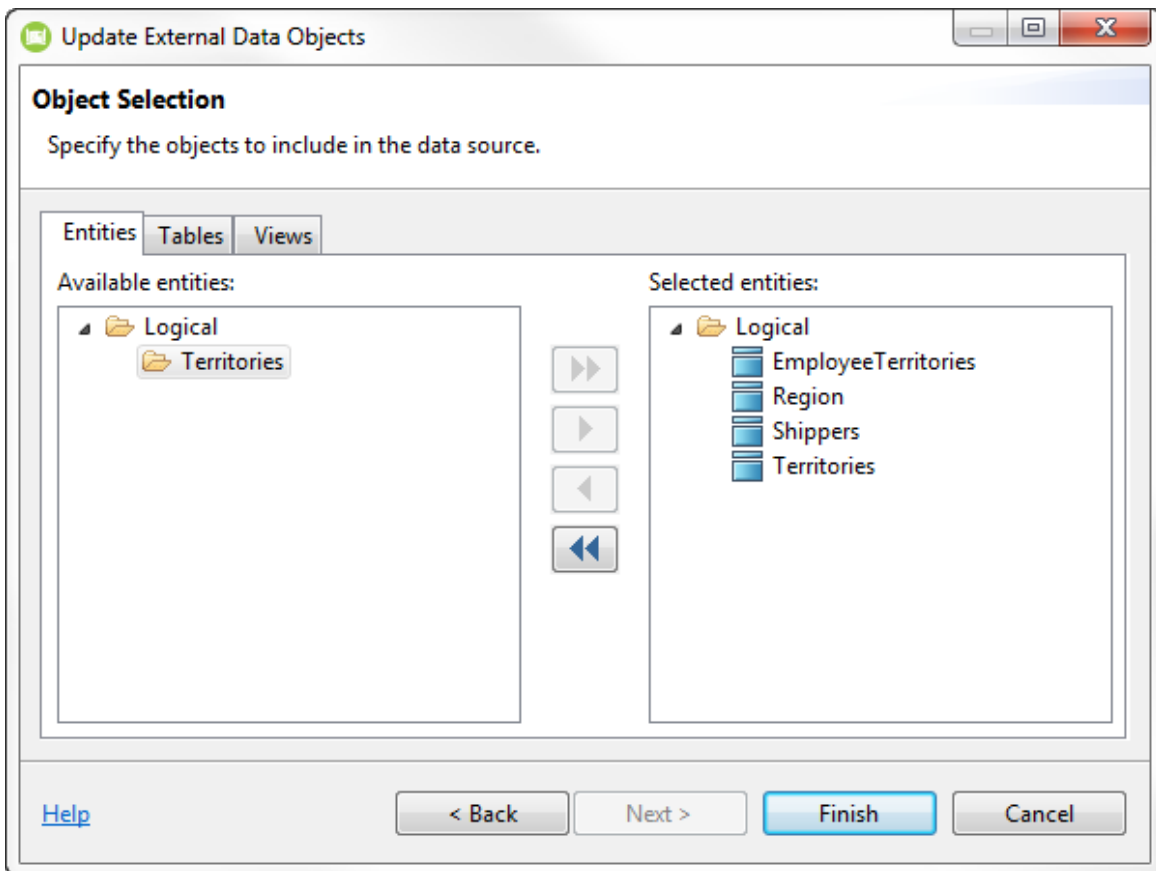 Update External Data Objects
Object Selection
Specify the objects to include in the data source.
Entities Tables Views
Available entities: Selected entities:
Logical Logical
Territories EmployeeTerritories
Region
Shippers
Territories
Help < Back Next > Finish Cancel